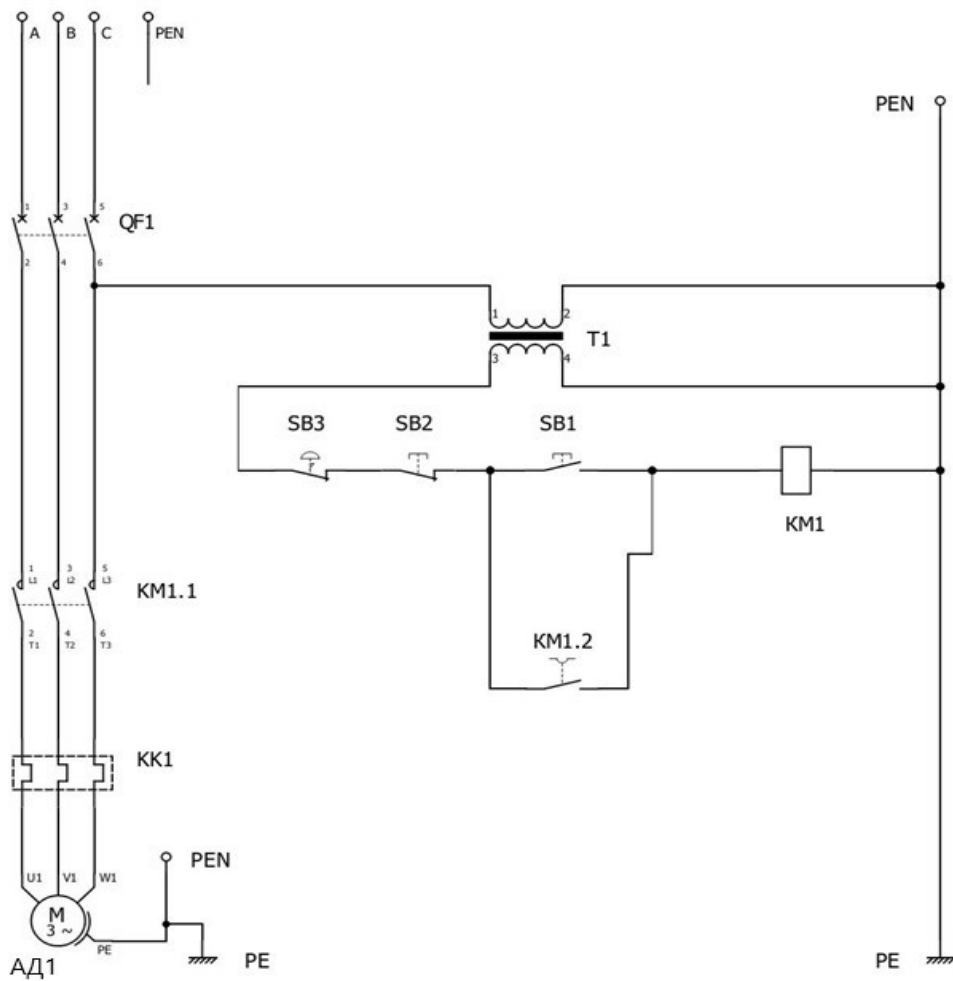 A B C PEN
PEN
1 3 5
QF1
2 4 6
1 2
T1
3 4
SB3 SB2 SB1
KM1
1 3 5
L1 L2 L3
KM1.1
2 4 6
T1 T2 T3
KM1.2
KK1
PEN
U1 V1 W1
M
3 ~
PE
PE
PE
АД1